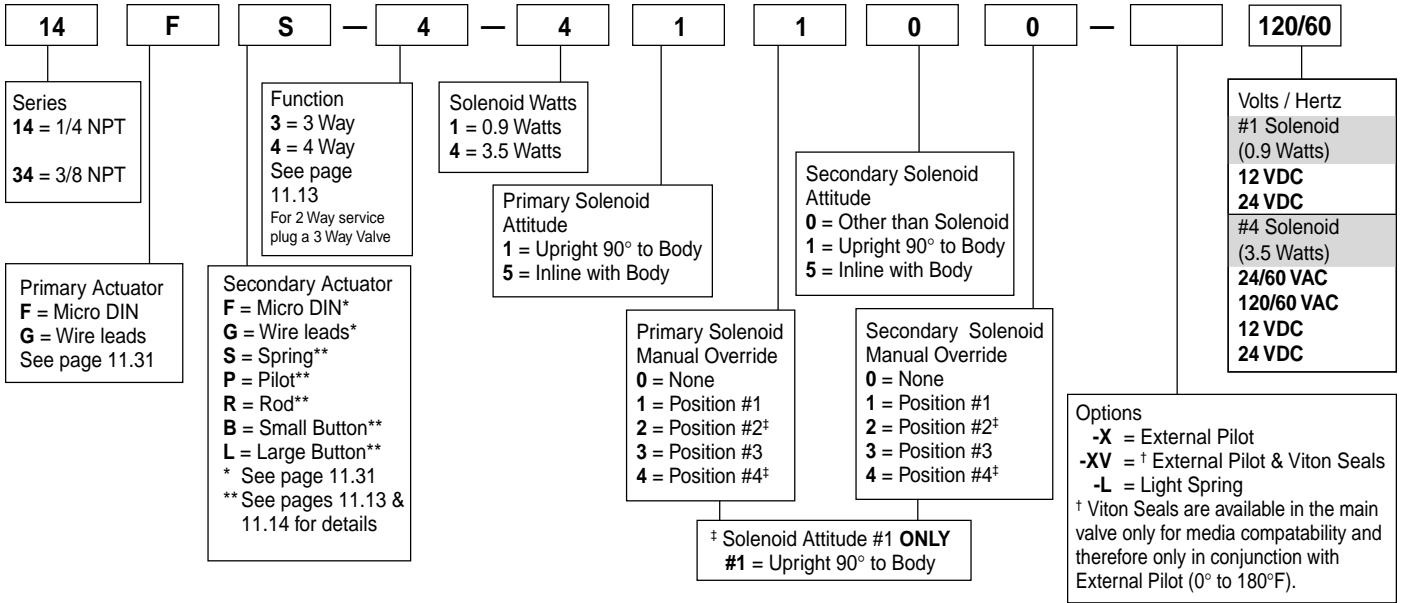 14 F S — 4 — 4 1 1 0 0 — 120/60
Series
14 = 1/4 NPT
34 = 3/8 NPT
Primary Actuator
F = Micro DIN
G = Wire leads
See page 11.31
Function
3 = 3 Way
4 = 4 Way
See page
11.13
For 2 Way service
plug a 3 Way Valve
Secondary Actuator
F = Micro DIN*
G = Wire leads*
S = Spring**
P = Pilot**
R = Rod**
B = Small Button**
L = Large Button**
* See page 11.31
** See pages 11.13 &
11.14 for details
Solenoid Watts
1 = 0.9 Watts
4 = 3.5 Watts
Primary Solenoid
Attitude
1 = Upright 90° to Body
5 = Inline with Body
Primary Solenoid
Manual Override
0 = None
1 = Position #1
2 = Position #2‡
3 = Position #3
4 = Position #4‡
Secondary Solenoid
Attitude
0 = Other than Solenoid
1 = Upright 90° to Body
5 = Inline with Body
Secondary Solenoid
Manual Override
0 = None
1 = Position #1
2 = Position #2‡
3 = Position #3
4 = Position #4‡
‡ Solenoid Attitude #1 ONLY
#1 = Upright 90° to Body
Options
-X = External Pilot
-XV = † External Pilot & Viton Seals
-L = Light Spring
† Viton Seals are available in the main
valve only for media compatability and
therefore only in conjunction with
External Pilot (0° to 180°F).
Volts / Hertz
#1 Solenoid
(0.9 Watts)
12 VDC
24 VDC
#4 Solenoid
(3.5 Watts)
24/60 VAC
120/60 VAC
12 VDC
24 VDC